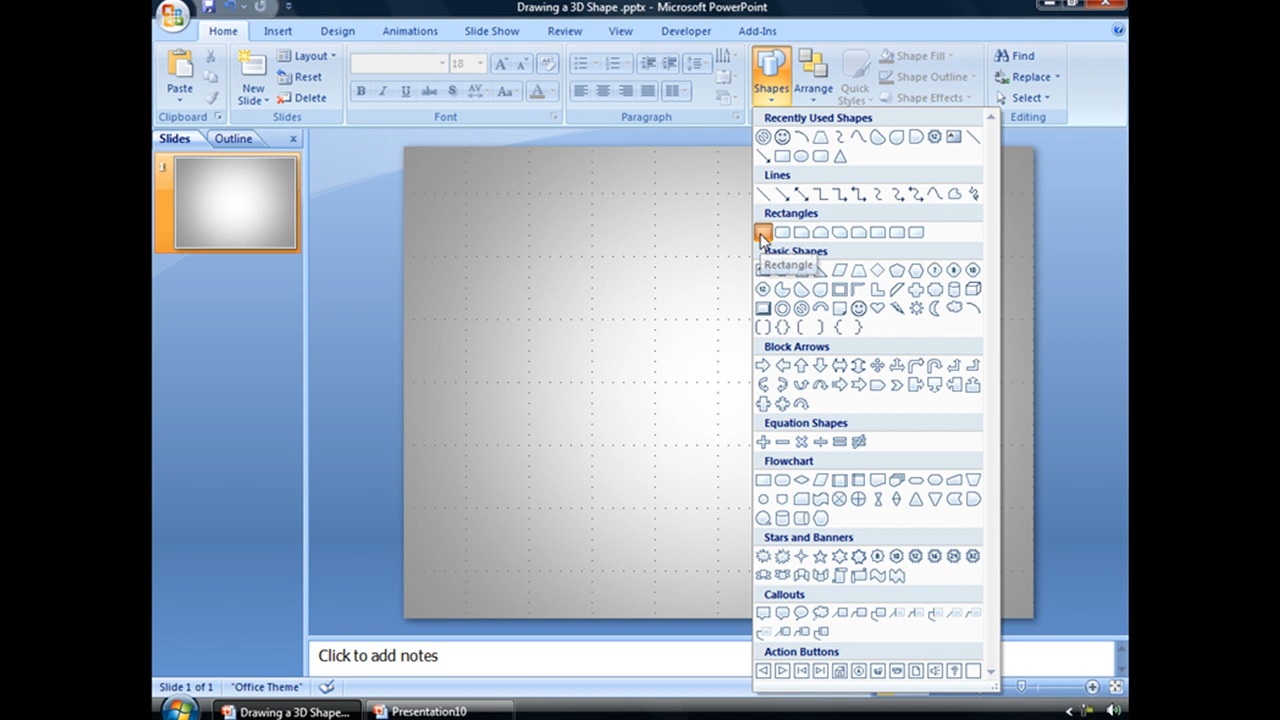 Drawing a 3D Shape .pptx - Microsoft PowerPoint
Home Insert Design Animations Slide Show Review View Developer Add-Ins
Paste
Clipboard
New Slide
Layout
Reset
Delete
Slides
18
B I U abc S AV Aa A
Font
Paragraph
Shapes
Arrange
Quick Styles
Shape Fill
Shape Outline
Shape Effects
Find
Replace
Select
Editing
Slides Outline x
1
Recently Used Shapes
Lines
Rectangles
Basic Shapes
Rectangle
Block Arrows
Equation Shapes
Flowchart
Stars and Banners
Callouts
Action Buttons
Click to add notes
Slide 1 of 1 "Office Theme"
Drawing a 3D Shape... Presentation10